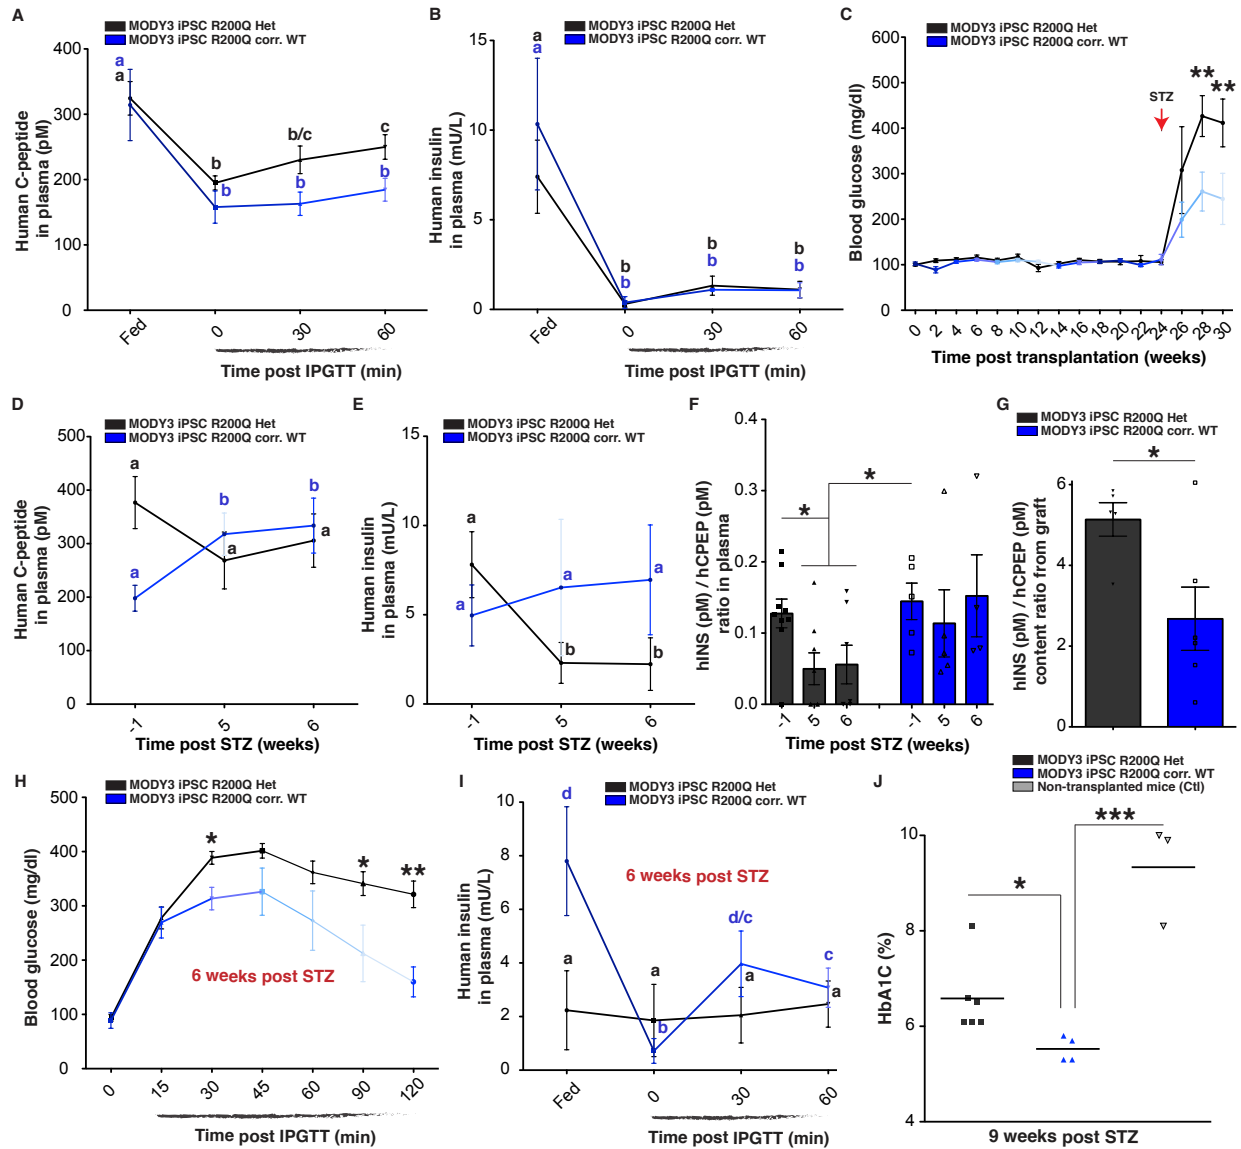 A
MODY3 iPSC R200Q Het
MODY3 iPSC R200Q corr. WT
Human C-peptide
in plasma (pM)
400
300
200
100
0
a
a
b
b/c
c
b
b
b
Fed
0
30
60
Time post IPGTT (min)
B
MODY3 iPSC R200Q Het
MODY3 iPSC R200Q corr. WT
Human insulin
in plasma (mU/L)
15
10
5
0
a
a
b
b
b
b
b
b
Fed
0
30
60
Time post IPGTT (min)
C
MODY3 iPSC R200Q Het
MODY3 iPSC R200Q corr. WT
Blood glucose (mg/dl)
600
500
400
300
200
100
0
STZ
**
**
0 2 4 6 8 10 12 14 16 18 20 22 24 26 28 30
Time post transplantation (weeks)
D
MODY3 iPSC R200Q Het
MODY3 iPSC R200Q corr. WT
Human C-peptide
in plasma (pM)
500
400
300
200
100
0
a
a
b
a
b
a
-1
5
6
Time post STZ (weeks)
E
MODY3 iPSC R200Q Het
MODY3 iPSC R200Q corr. WT
Human insulin
in plasma (mU/L)
15
10
5
0
a
a
a
b
a
b
-1
5
6
Time post STZ (weeks)
F
hINS (pM) / hCPEP (pM)
ratio in plasma
0.4
0.3
0.2
0.1
0.0
*
*
-1
5
6
-1
5
6
Time post STZ (weeks)
G
MODY3 iPSC R200Q Het
MODY3 iPSC R200Q corr. WT
hINS (pM) / hCPEP (pM)
content ratio from graft
6
4
2
0
*
H
MODY3 iPSC R200Q Het
MODY3 iPSC R200Q corr. WT
Blood glucose (mg/dl)
500
400
300
200
100
0
*
*
**
6 weeks post STZ
0
15
30
45
60
90
120
Time post IPGTT (min)
I
MODY3 iPSC R200Q Het
MODY3 iPSC R200Q corr. WT
Human insulin
in plasma (mU/L)
10
8
6
4
2
0
6 weeks post STZ
d
a
a
b
d/c
a
c
a
Fed
0
30
60
Time post IPGTT (min)
J
MODY3 iPSC R200Q Het
MODY3 iPSC R200Q corr. WT
Non-transplanted mice (Ctl)
HbA1C (%)
10
8
6
4
*
***
9 weeks post STZ